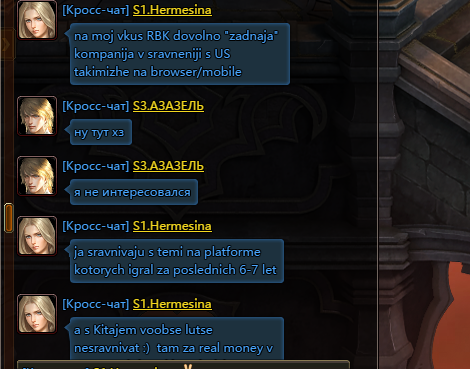 [Кросс-чат] S1.Hermesina
na moj vkus RBK dovolno "zadnaja"
kompanija v sravneniji s US
takimizhe na browser/mobile
[Кросс-чат] S3.АЗАЗЕЛЬ
ну тут хз
[Кросс-чат] S3.АЗАЗЕЛЬ
я не интересовался
[Кросс-чат] S1.Hermesina
ja sravnivaju s temi na platforme
kotorych igral za poslednich 6-7 let
[Кросс-чат] S1.Hermesina
a s Kitajem voobse lutse
nesravnivat :) tam za real money v